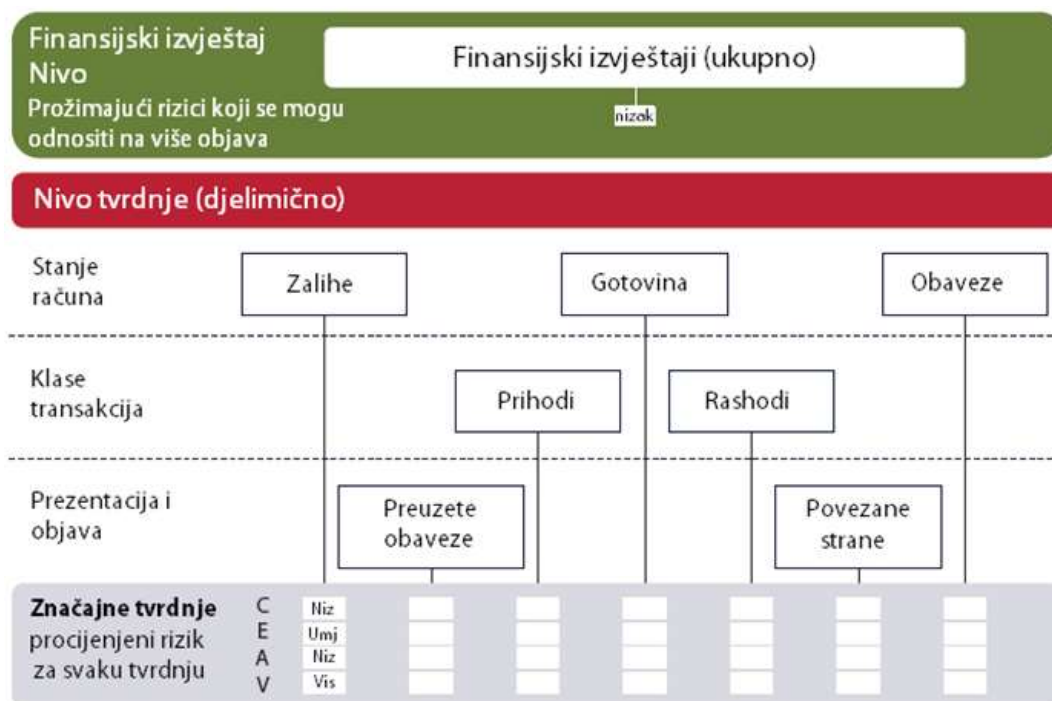 Finansijski izvještaj
Nivo
Prožimajući rizici koji se mogu
odnositi na više objava
Finansijski izvještaji (ukupno)
nizak
Nivo tvrdnje (djelimično)
Stanje
računa
Zalihe
Gotovina
Obaveze
Klase
transakcija
Prihodi
Rashodi
Prezentacija i
objava
Preuzete
obaveze
Povezane
strane
Značajne tvrdnje
procijenjeni rizik
za svaku tvrdnju
C Niz
E Umj
A Niz
V Vis